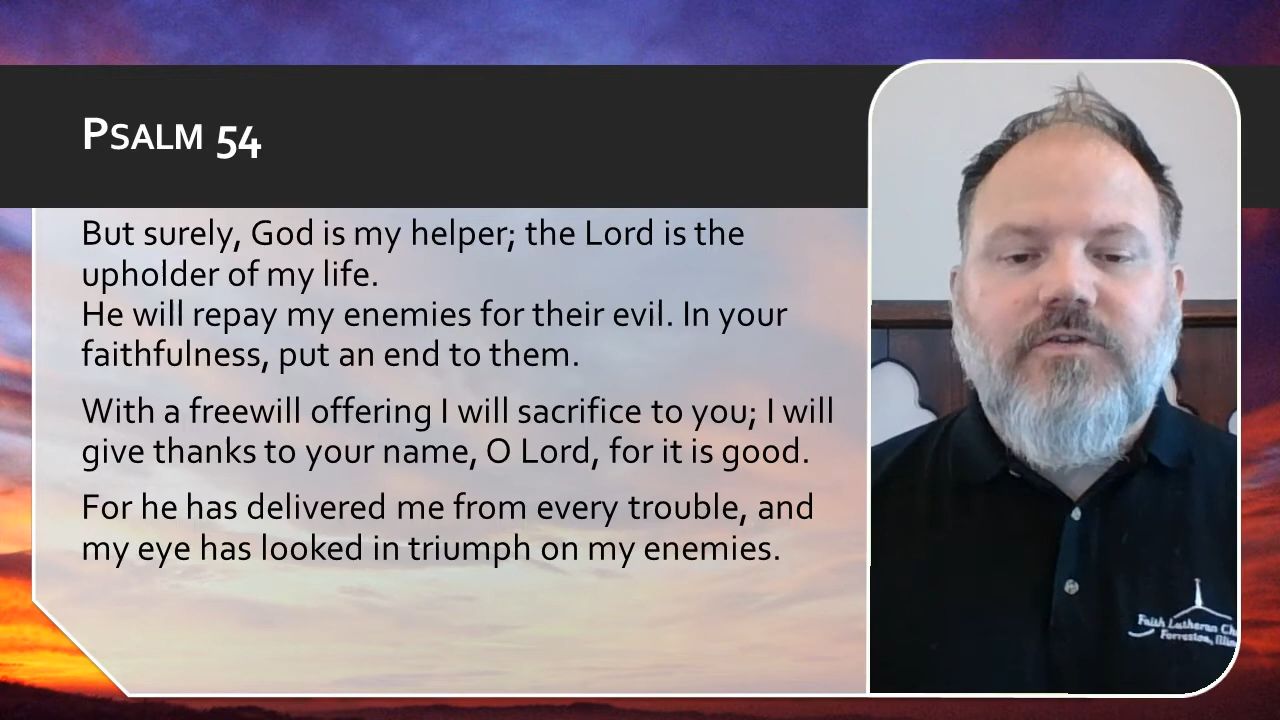 Psalm 54
But surely, God is my helper; the Lord is the
upholder of my life.
He will repay my enemies for their evil. In your
faithfulness, put an end to them.
With a freewill offering I will sacrifice to you; I will
give thanks to your name, O Lord, for it is good.
For he has delivered me from every trouble, and
my eye has looked in triumph on my enemies.
Faith Lutheran Ch
Forreston, Illin